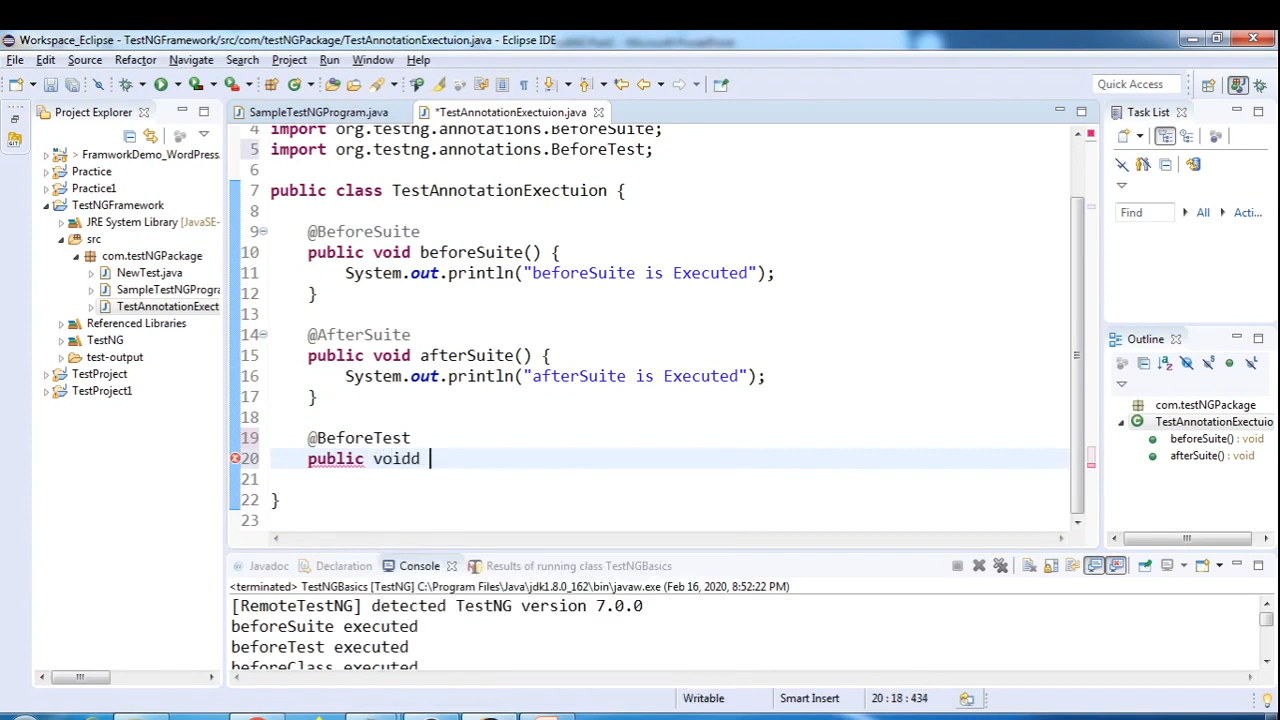 Workspace_Eclipse - TestNGFramework/src/com/testNGPackage/TestAnnotationExectuion.java - Eclipse IDE
File Edit Source Refactor Navigate Search Project Run Window Help
Quick Access
Project Explorer
SampleTestNGProgram.java
*TestAnnotationExectuion.java
Task List
> FramworkDemo_WordPress.
Practice
Practice1
TestNGFramework
JRE System Library [JavaSE-
src
com.testNGPackage
NewTest.java
SampleTestNGProgra
TestAnnotationExect
Referenced Libraries
TestNG
test-output
TestProject
TestProject1
4 import org.testng.annotations.BeforeSuite;
5 import org.testng.annotations.BeforeTest;
6
7 public class TestAnnotationExectuion {
8
9 @BeforeSuite
10 public void beforeSuite() {
11 System.out.println("beforeSuite is Executed");
12 }
13
14 @AfterSuite
15 public void afterSuite() {
16 System.out.println("afterSuite is Executed");
17 }
18
19 @BeforeTest
20 public voidd
21
22 }
23
Find All Acti...
Outline
com.testNGPackage
TestAnnotationExectuio
beforeSuite() : void
afterSuite() : void
Javadoc Declaration Console Results of running class TestNGBasics
<terminated> TestNGBasics [TestNG] C:\Program Files\Java\jdk1.8.0_162\bin\javaw.exe (Feb 16, 2020, 8:52:22 PM)
[RemoteTestNG] detected TestNG version 7.0.0
beforeSuite executed
beforeTest executed
beforeClass executed
Writable Smart Insert 20 : 18 : 434